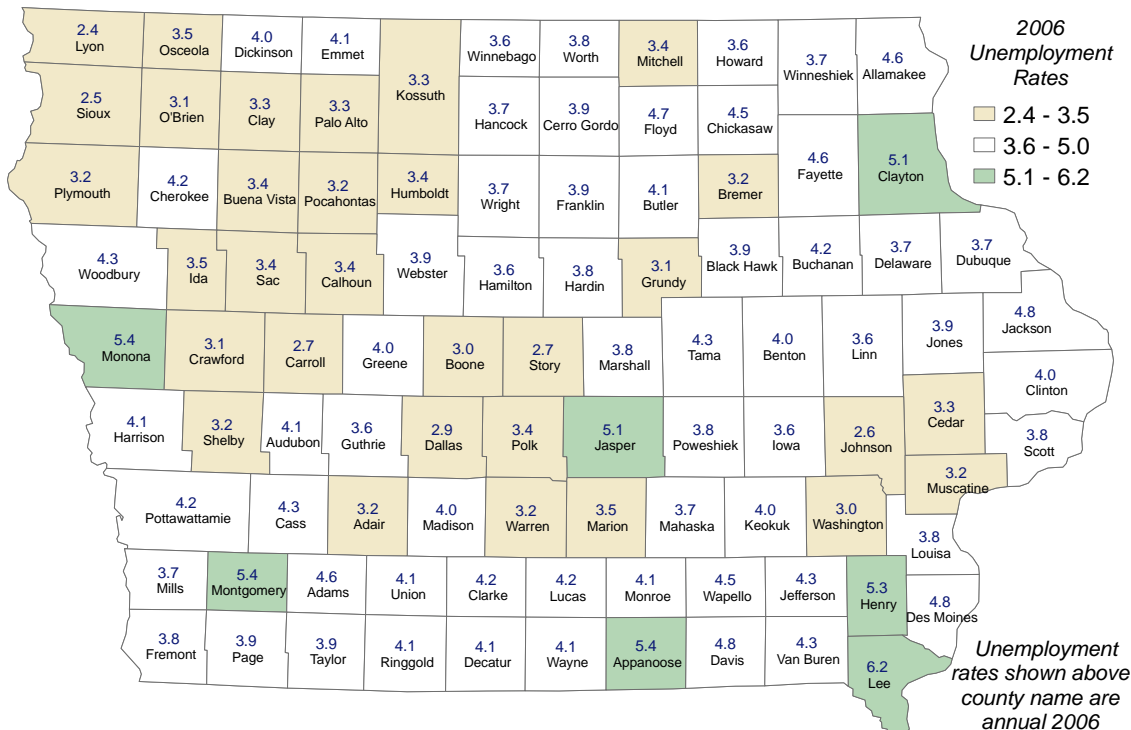 2006
Unemployment
Rates
2.4 - 3.5
3.6 - 5.0
5.1 - 6.2
2.4
Lyon
3.5
Osceola
4.0
Dickinson
4.1
Emmet
3.3
Kossuth
3.6
Winnebago
3.8
Worth
3.4
Mitchell
3.6
Howard
3.7
Winneshiek
4.6
Allamakee
2.5
Sioux
3.1
O'Brien
3.3
Clay
3.3
Palo Alto
3.7
Hancock
3.9
Cerro Gordo
4.7
Floyd
4.5
Chickasaw
4.6
Fayette
5.1
Clayton
3.2
Plymouth
4.2
Cherokee
3.4
Buena Vista
3.2
Pocahontas
3.4
Humboldt
3.7
Wright
3.9
Franklin
4.1
Butler
3.2
Bremer
4.3
Woodbury
3.5
Ida
3.4
Sac
3.4
Calhoun
3.9
Webster
3.6
Hamilton
3.8
Hardin
3.1
Grundy
3.9
Black Hawk
4.2
Buchanan
3.7
Delaware
3.7
Dubuque
5.4
Monona
3.1
Crawford
2.7
Carroll
4.0
Greene
3.0
Boone
2.7
Story
3.8
Marshall
4.3
Tama
4.0
Benton
3.6
Linn
3.9
Jones
4.8
Jackson
4.0
Clinton
4.1
Harrison
3.2
Shelby
4.1
Audubon
3.6
Guthrie
2.9
Dallas
3.4
Polk
5.1
Jasper
3.8
Poweshiek
3.6
Iowa
2.6
Johnson
3.3
Cedar
3.8
Scott
3.2
Muscatine
4.2
Pottawattamie
4.3
Cass
3.2
Adair
4.0
Madison
3.2
Warren
3.5
Marion
3.7
Mahaska
4.0
Keokuk
3.0
Washington
3.8
Louisa
3.7
Mills
5.4
Montgomery
4.6
Adams
4.1
Union
4.2
Clarke
4.2
Lucas
4.1
Monroe
4.5
Wapello
4.3
Jefferson
5.3
Henry
4.8
Des Moines
3.8
Fremont
3.9
Page
3.9
Taylor
4.1
Ringgold
4.1
Decatur
4.1
Wayne
5.4
Appanoose
4.8
Davis
4.3
Van Buren
6.2
Lee
Unemployment
rates shown above
county name are
annual 2006